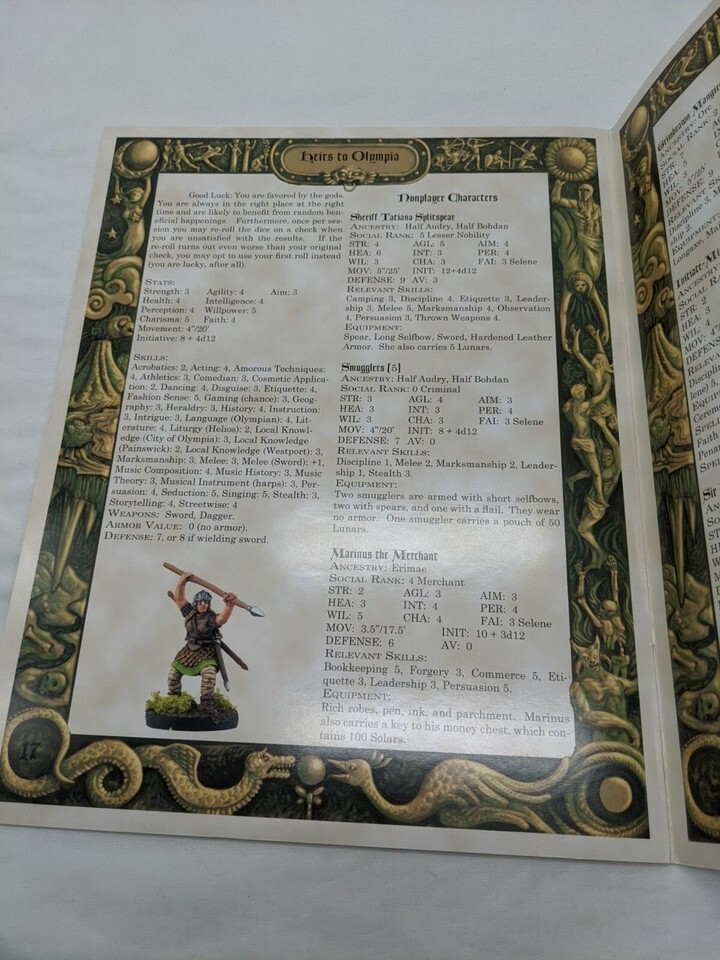 Heirs to Olympia
Good Luck: You are favored by the gods.
You are always in the right place at the right
time and are likely to benefit from random ben-
eficial happenings. Furthermore, once per ses-
sion you may re-roll the dice on a check when
you are unsatisfied with the results. If the
re-roll turns out even worse than your original
check, you may opt to use your first roll instead
(you are lucky, after all).
Stats:
Strength: 3 Agility: 4 Aim: 3
Health: 4 Intelligence: 4
Perception: 4 Willpower: 5
Charisma: 5 Faith: 4
Movement: 4"/20'
Initiative: 8 + 4d12
Skills:
Acrobatics: 2, Acting: 4, Amorous Techniques:
4, Athletics: 3, Comedian: 3, Cosmetic Applica-
tion: 2, Dancing: 4, Disguise: 3, Etiquette: 4,
Fashion Sense: 5, Gaming (chance): 3, Geog-
raphy: 3, Heraldry: 3, History: 4, Instruction:
3, Intrigue: 3, Language (Olympian): 4, Lit-
erature: 4, Liturgy (Helios): 2, Local Knowl-
edge (City of Olympia): 3, Local Knowledge
(Painswick): 2, Local Knowledge (Westport): 3,
Marksmanship: 3, Melee: 3, Melee (Sword): +1,
Music Composition: 4, Music History: 3, Music
Theory: 3, Musical Instrument (harps): 3, Per-
suasion: 4, Seduction: 5, Singing: 5, Stealth: 3,
Storytelling: 4, Streetwise: 4
Weapons: Sword, Dagger.
Armor Value: 0 (no armor).
Defense: 7, or 8 if wielding sword.
17
Nonplayer Characters
Sheriff Tatiana Splitspear
Ancestry: Half Audry, Half Bohdan
Social Rank: 5 Lesser Nobility
STR: 4 AGL: 5 AIM: 4
HEA: 6 INT: 3 PER: 4
WIL: 3 CHA: 3 FAI: 3 Selene
MOV: 5"/25' INIT: 12+4d12
DEFENSE: 9 AV: 3
Relevant Skills:
Camping 3, Discipline 4, Etiquette 3, Leader-
ship 3, Melee 5, Marksmanship 4, Observation
4, Persuasion 3, Thrown Weapons 4.
Equipment:
Spear, Long Selfbow, Sword, Hardened Leather
Armor. She also carries 5 Lunars.
Smugglers (5)
Ancestry: Half Audry, Half Bohdan
Social Rank: 0 Criminal
STR: 3 AGL: 4 AIM: 3
HEA: 3 INT: 3 PER: 4
WIL: 3 CHA: 3 FAI: 3 Selene
MOV: 4"/20' INIT: 8 + 4d12
DEFENSE: 7 AV: 0
Relevant Skills:
Discipline 1, Melee 2, Marksmanship 2, Leader-
ship 1, Stealth 3.
Equipment:
Two smugglers are armed with short selfbows,
two with spears, and one with a flail. They wear
no armor. One smuggler carries a pouch of 50
Lunars.
Marinus the Merchant
Ancestry: Erimae
Social Rank: 4 Merchant
STR: 2 AGL: 3 AIM: 3
HEA: 3 INT: 4 PER: 4
WIL: 5 CHA: 4 FAI: 3 Selene
MOV: 3.5"/17.5' INIT: 10 + 3d12
DEFENSE: 6 AV: 0
Relevant Skills:
Bookkeeping 5, Forgery 3, Commerce 5, Eti-
quette 3, Leadership 3, Persuasion 5.
Equipment:
Rich robes, pen, ink, and parchment. Marinus
also carries a key to his money chest, which con-
tains 100 Solars.